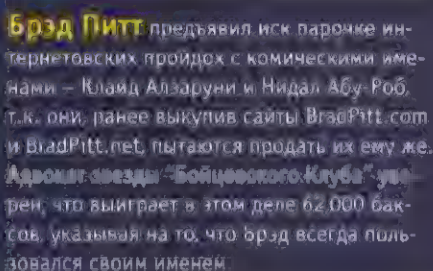 Брэд Питт предъявил иск парочке ин-
тернетовских пройдох с комическими име-
нами – Клайд Алзаруни и Нидал Абу-Роб,
т.к. они, ранее выкупив сайты BradPitt.com
и BradPitt.net, пытаются продать их ему же.
Адвокат звезды "Бойцовского Клуба" уве-
рен, что выиграет в этом деле 62,000 бак-
сов, указывая на то, что Брэд всегда поль-
зовался своим именем